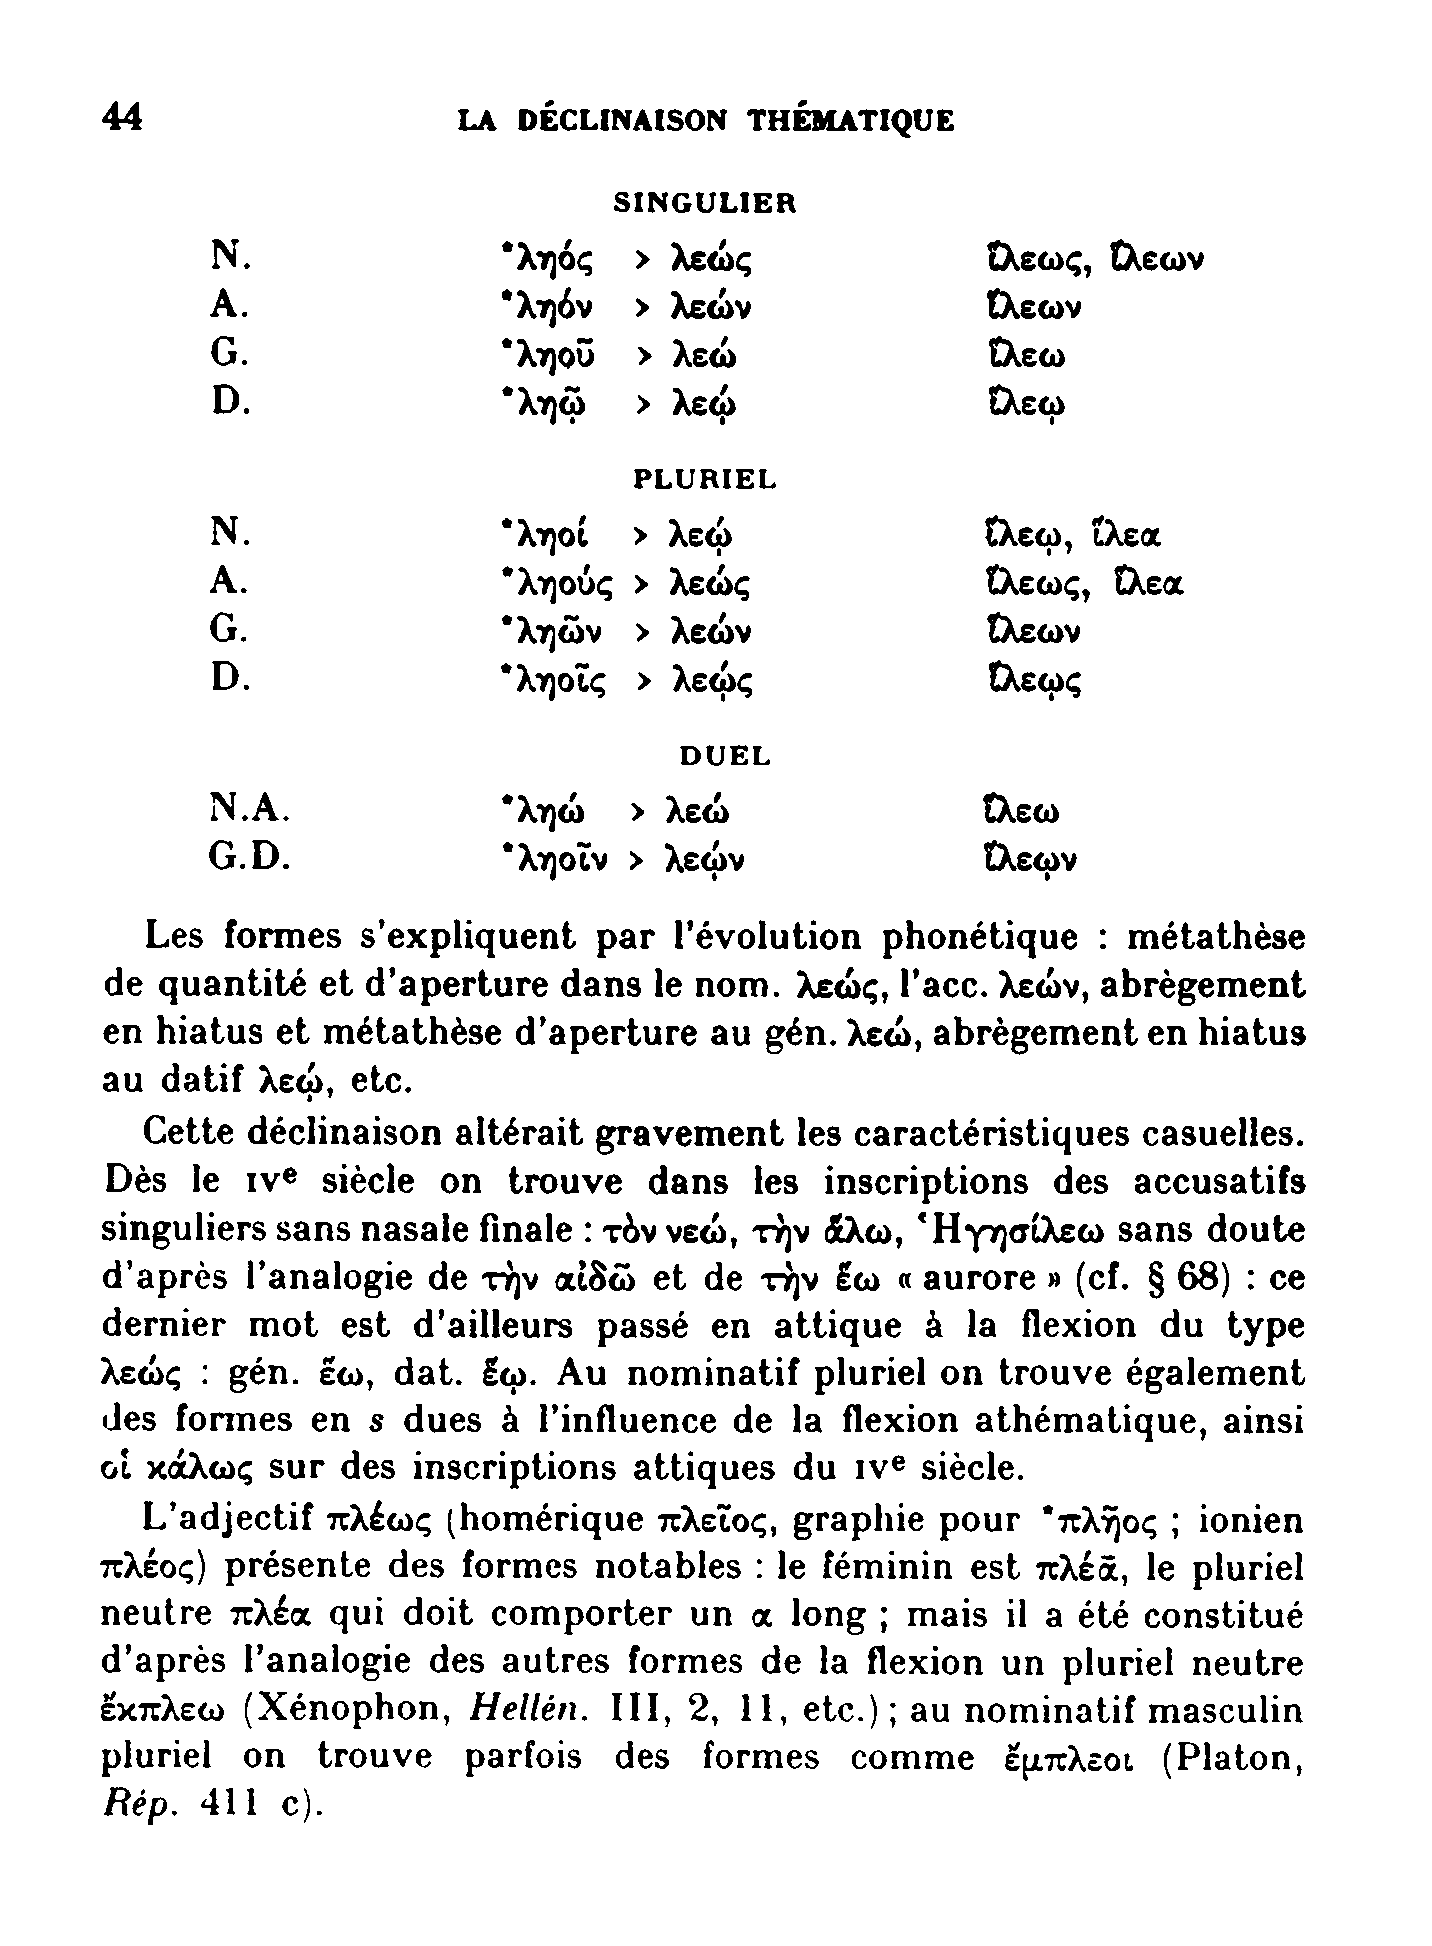 44 LA DÉCLINAISON THÉMATIQUE
SINGULIER
N. *ληός > λεώς ἵλεως, ἵλεων
A. *ληόν > λεών ἵλεων
G. *ληοῦ > λεώ ἵλεω
D. *ληῷ > λεῴ ἵλεῳ
PLURIEL
N. *ληοί > λεῴ ἵλεῳ, ἵλεα
A. *ληούς > λεώς ἵλεως, ἵλεα
G. *ληῶν > λεών ἵλεων
D. *ληοῖς > λεῴς ἵλεῳς
DUEL
N.A. *ληώ > λεώ ἵλεω
G.D. *ληοῖν > λεῴν ἵλεῳν
Les formes s'expliquent par l'évolution phonétique : métathèse
de quantité et d'aperture dans le nom. λεώς, l'acc. λεών, abrègement
en hiatus et métathèse d'aperture au gén. λεώ, abrègement en hiatus
au datif λεῴ, etc.
Cette déclinaison altérait gravement les caractéristiques casuelles.
Dès le IVe siècle on trouve dans les inscriptions des accusatifs
singuliers sans nasale finale : τὸν νεώ, τὴν ἅλω, Ἡγησίλεω sans doute
d'après l'analogie de τὴν αἰδῶ et de τὴν ἕω « aurore » (cf. § 68) : ce
dernier mot est d'ailleurs passé en attique à la flexion du type
λεώς : gén. ἕω, dat. ἕῳ. Au nominatif pluriel on trouve également
des formes en s dues à l'influence de la flexion athématique, ainsi
οἱ κάλως sur des inscriptions attiques du IVe siècle.
L'adjectif πλέως (homérique πλεῖος, graphie pour *πλῆος ; ionien
πλέος) présente des formes notables : le féminin est πλέᾱ, le pluriel
neutre πλέα qui doit comporter un α long ; mais il a été constitué
d'après l'analogie des autres formes de la flexion un pluriel neutre
ἔκπλεω (Xénophon, Hellén. III, 2, 11, etc.) ; au nominatif masculin
pluriel on trouve parfois des formes comme ἔμπλεοι (Platon,
Rép. 411 c).